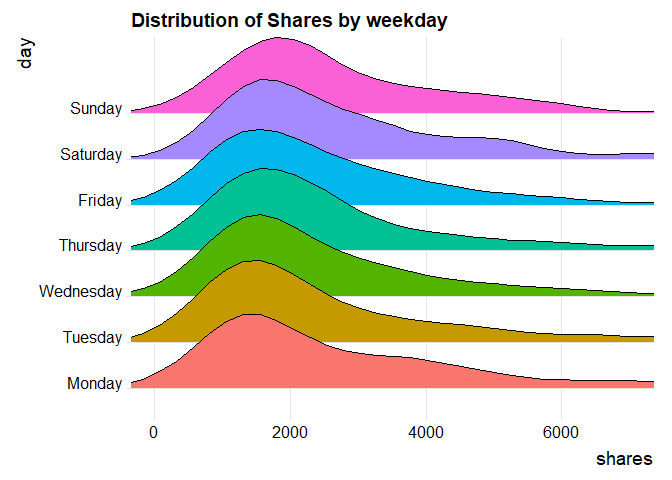 Distribution of Shares by weekday
day
Sunday
Saturday
Friday
Thursday
Wednesday
Tuesday
Monday
0 2000 4000 6000
shares